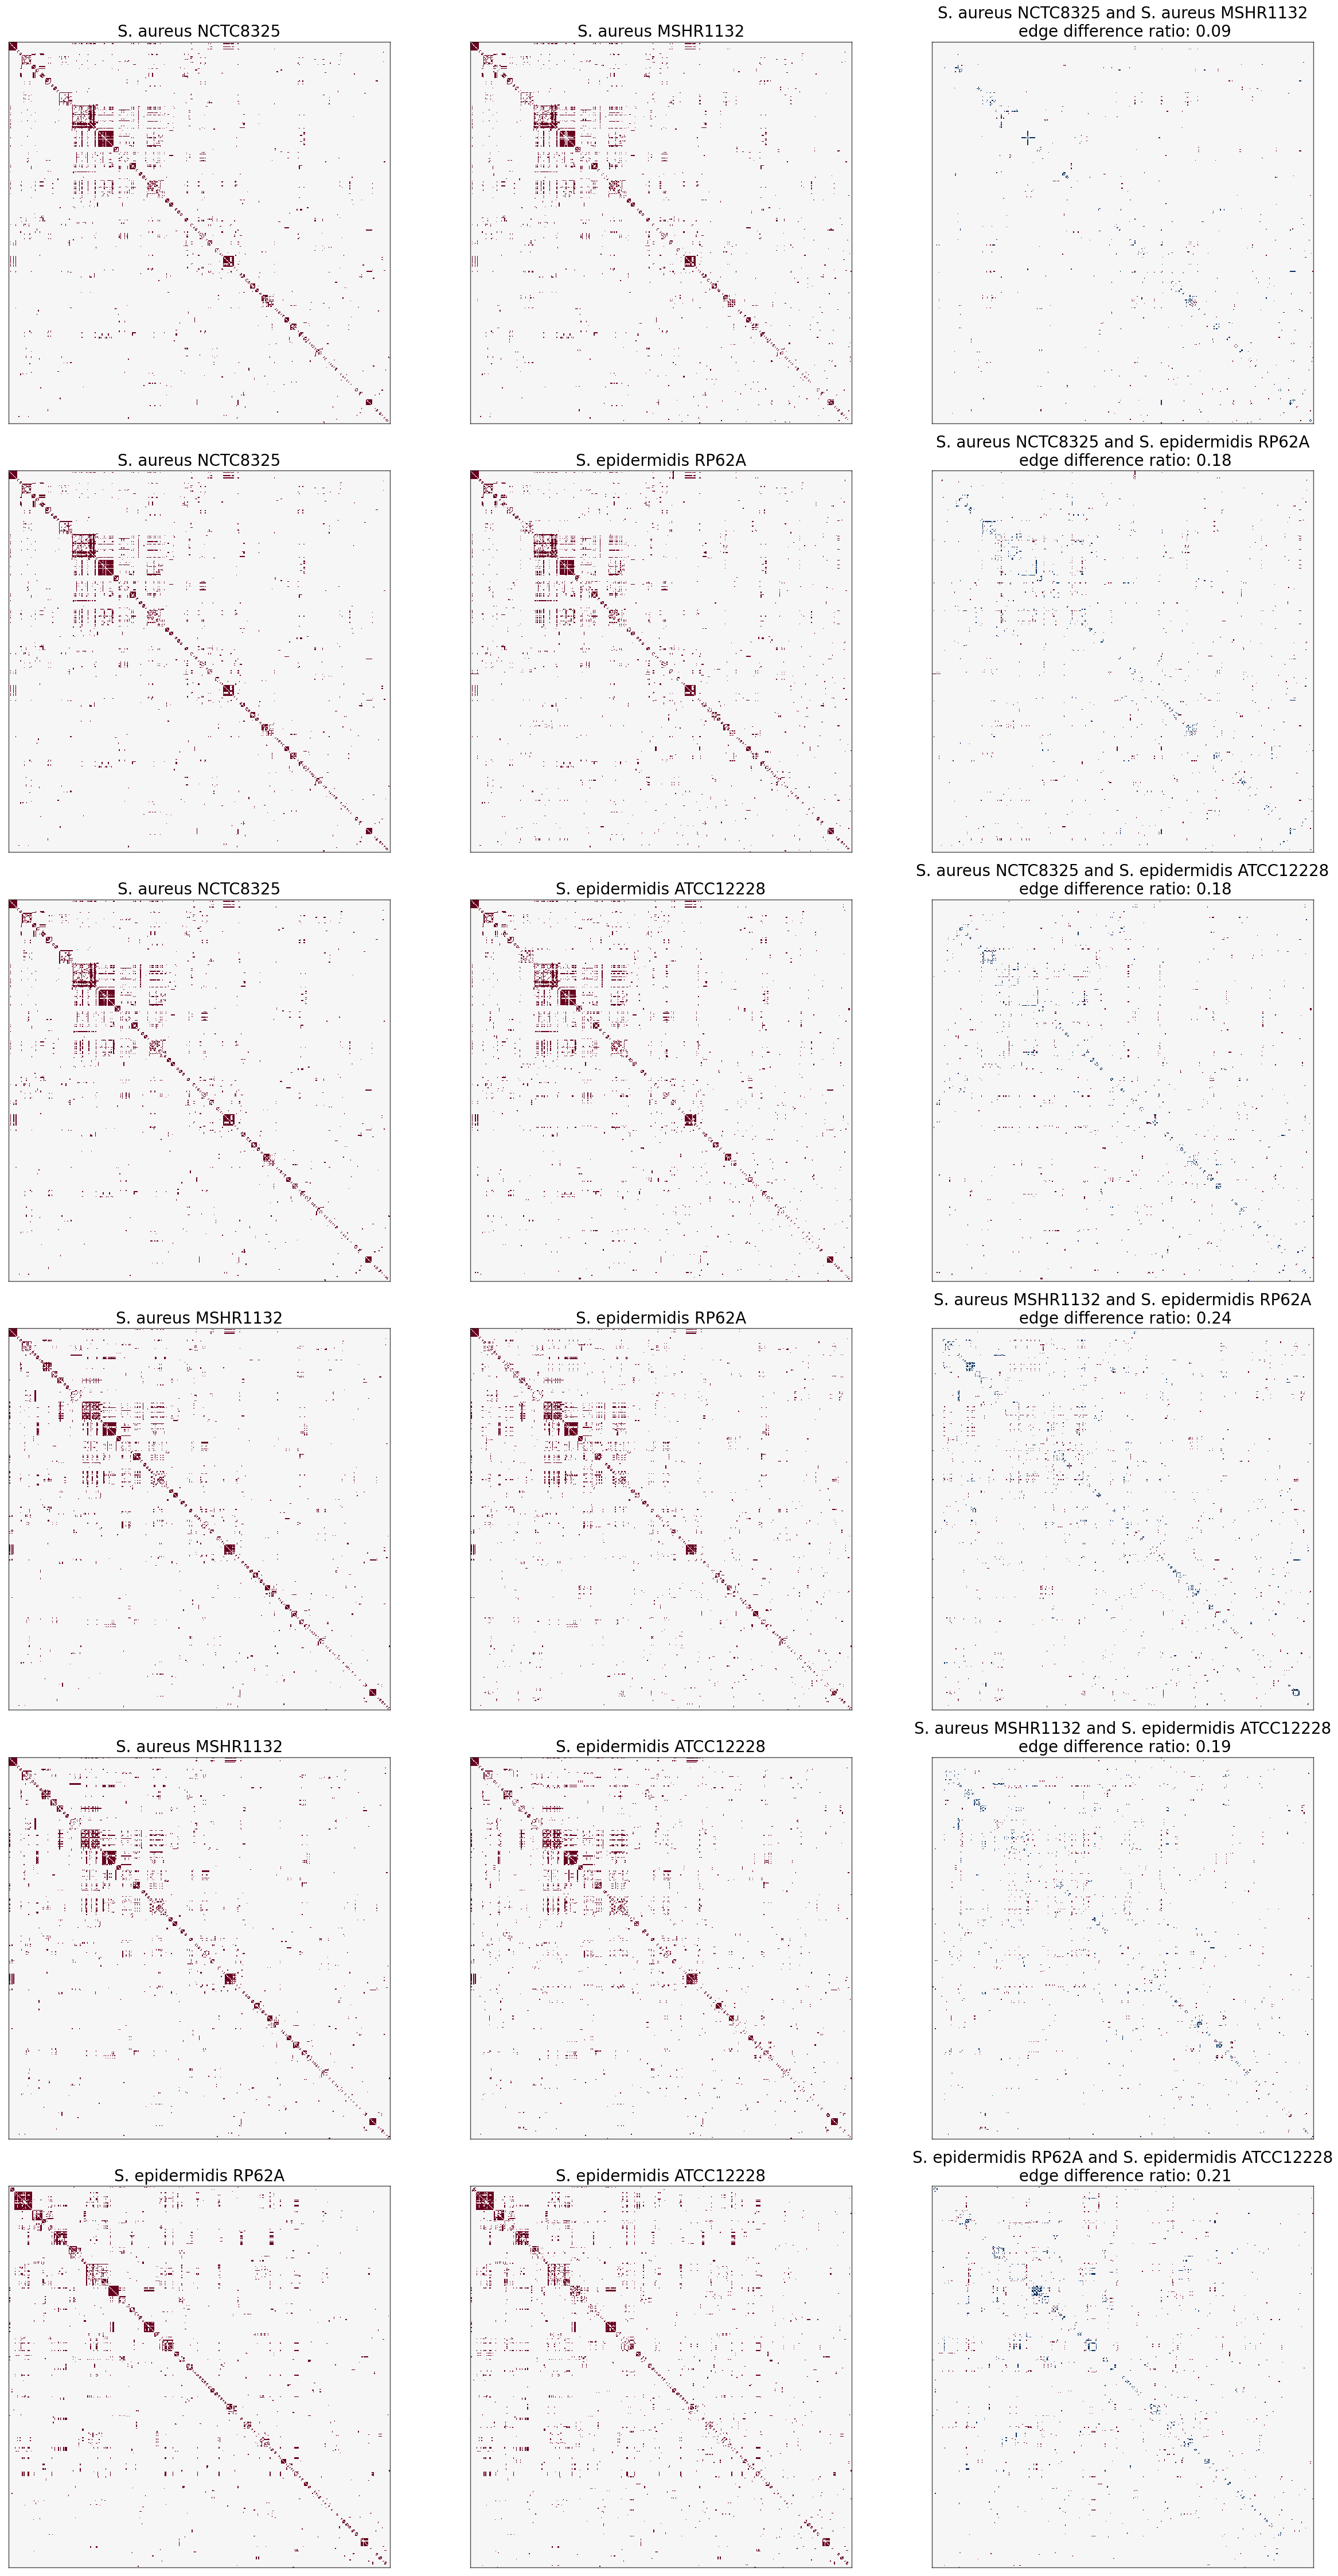 S. aureus NCTC8325
S. aureus MSHR1132
S. aureus NCTC8325 and S. aureus MSHR1132
edge difference ratio: 0.09
S. aureus NCTC8325
S. epidermidis RP62A
S. aureus NCTC8325 and S. epidermidis RP62A
edge difference ratio: 0.18
S. aureus NCTC8325
S. epidermidis ATCC12228
S. aureus NCTC8325 and S. epidermidis ATCC12228
edge difference ratio: 0.18
S. aureus MSHR1132
S. epidermidis RP62A
S. aureus MSHR1132 and S. epidermidis RP62A
edge difference ratio: 0.24
S. aureus MSHR1132
S. epidermidis ATCC12228
S. aureus MSHR1132 and S. epidermidis ATCC12228
edge difference ratio: 0.19
S. epidermidis RP62A
S. epidermidis ATCC12228
S. epidermidis RP62A and S. epidermidis ATCC12228
edge difference ratio: 0.21